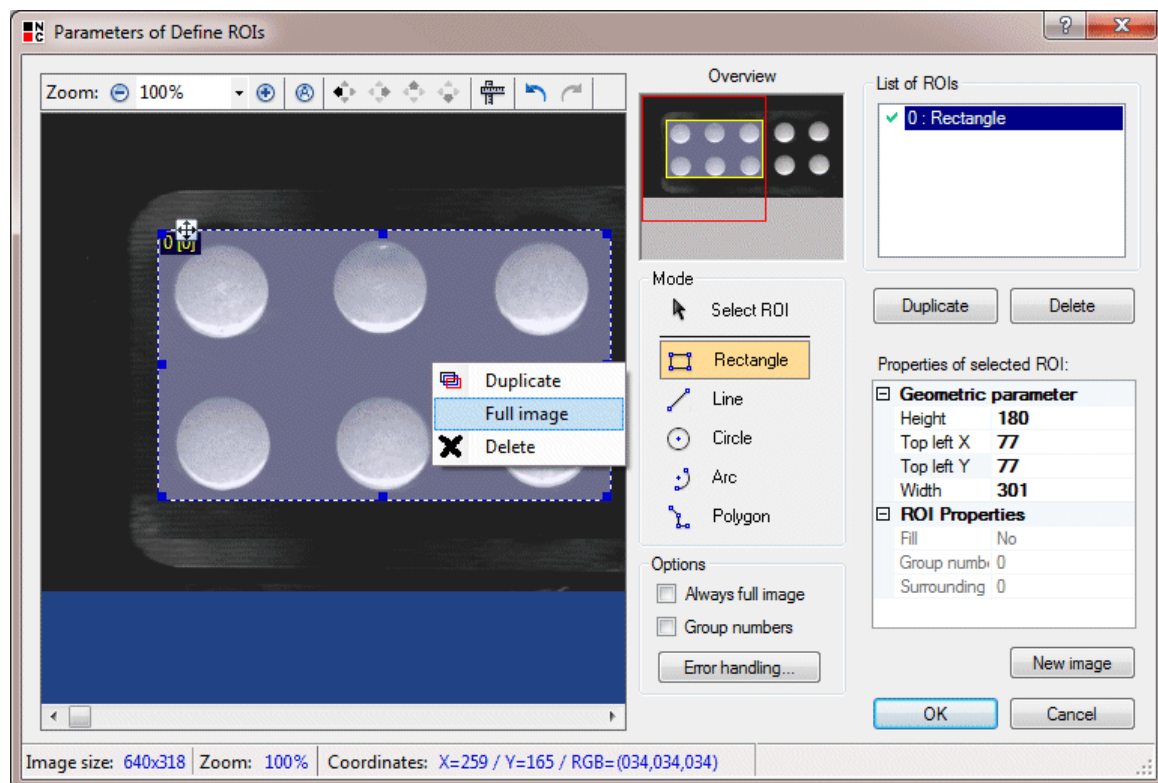 NC Parameters of Define ROIs
Zoom: 100%
0 [0]
Duplicate
Full image
Delete
Overview
Mode
Select ROI
Rectangle
Line
Circle
Arc
Polygon
Options
Always full image
Group numbers
Error handling...
List of ROIs
0 : Rectangle
Duplicate Delete
Properties of selected ROI:
Geometric parameter
Height 180
Top left X 77
Top left Y 77
Width 301
ROI Properties
Fill No
Group numb 0
Surrounding 0
New image
OK Cancel
Image size: 640x318 Zoom: 100% Coordinates: X=259 / Y=165 / RGB=(034,034,034)